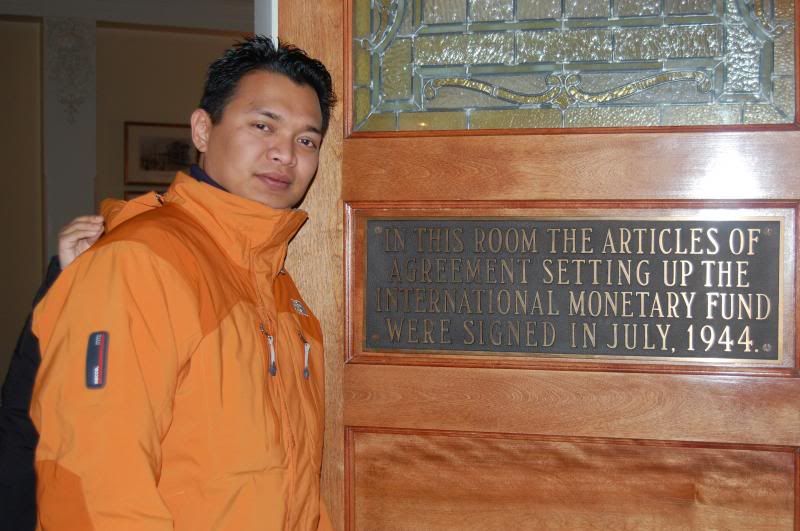 IN THIS ROOM THE ARTICLES OF
AGREEMENT SETTING UP THE
INTERNATIONAL MONETARY FUND
WERE SIGNED IN JULY, 1944.